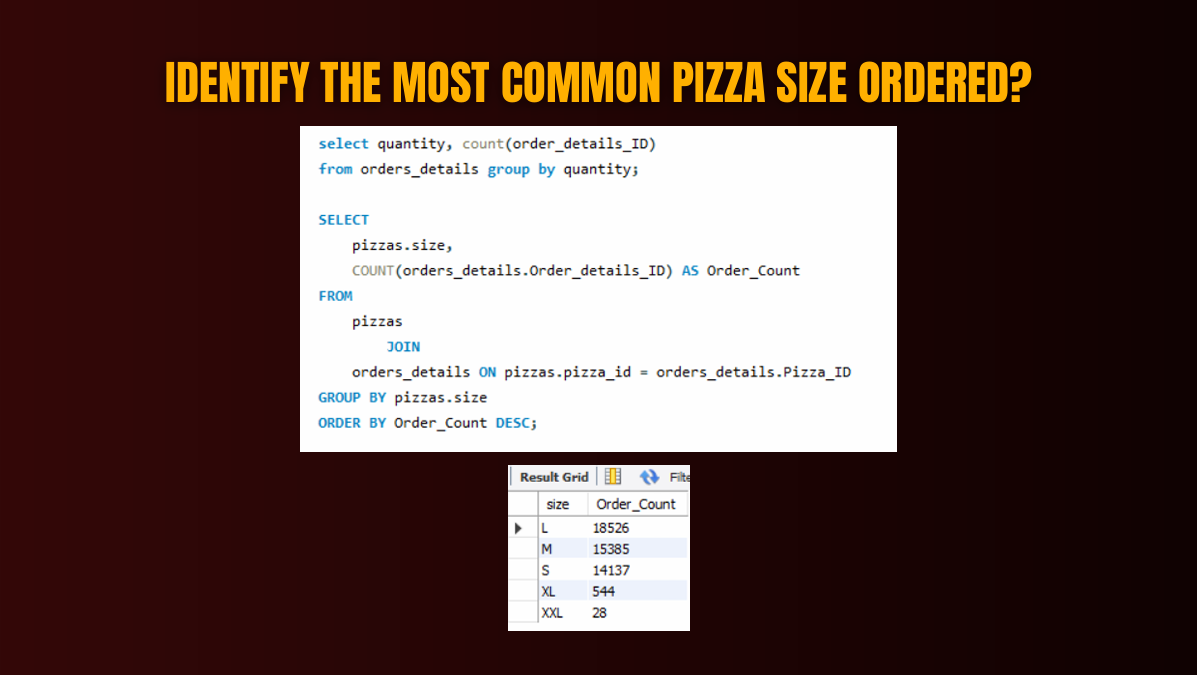 IDENTIFY THE MOST COMMON PIZZA SIZE ORDERED?
select quantity, count(order_details_ID)
from orders_details group by quantity;
SELECT
pizzas.size,
COUNT(orders_details.Order_details_ID) AS Order_Count
FROM
pizzas
JOIN
orders_details ON pizzas.pizza_id = orders_details.Pizza_ID
GROUP BY pizzas.size
ORDER BY Order_Count DESC;
Result Grid Filte
size Order_Count
L 18526
M 15385
S 14137
XL 544
XXL 28